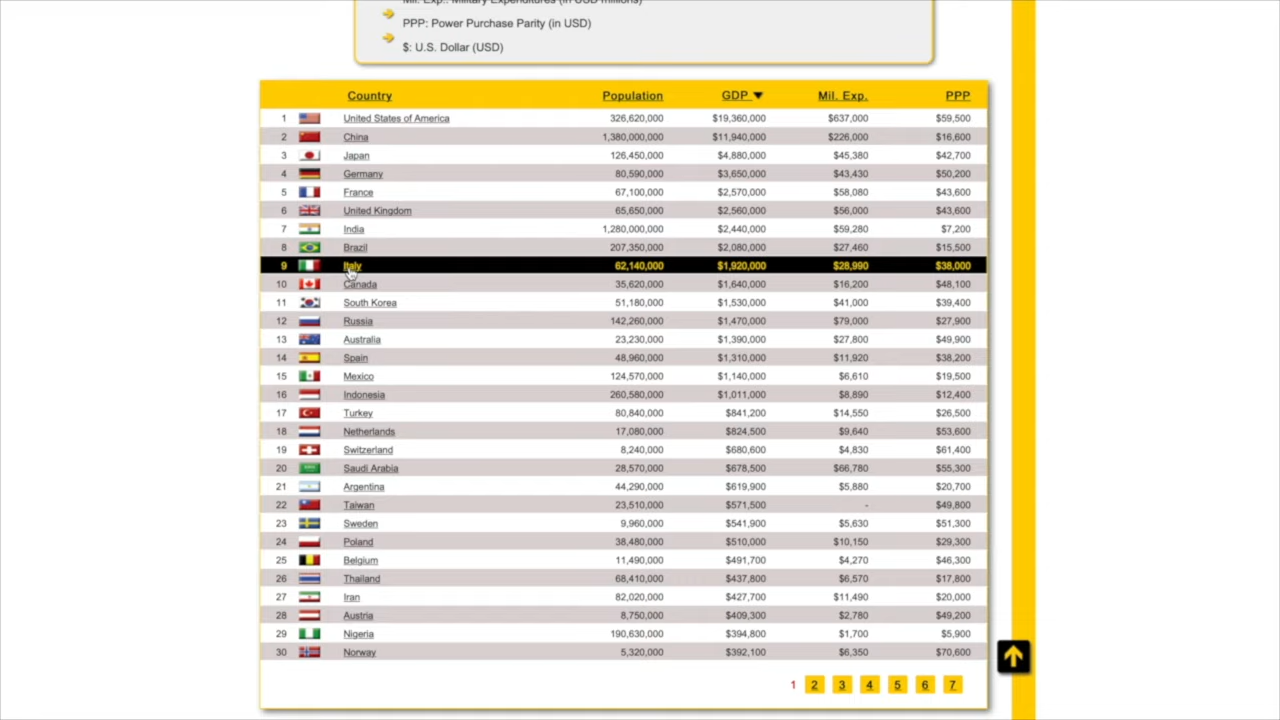 Mil. Exp.: Military Expenditures (in USD millions)
PPP: Power Purchase Parity (in USD)
$: U.S. Dollar (USD)
Country Population GDP ▼ Mil. Exp. PPP
1 United States of America 326,620,000 $19,360,000 $637,000 $59,500
2 China 1,380,000,000 $11,940,000 $226,000 $16,600
3 Japan 126,450,000 $4,880,000 $45,380 $42,700
4 Germany 80,590,000 $3,650,000 $43,430 $50,200
5 France 67,100,000 $2,570,000 $58,080 $43,600
6 United Kingdom 65,650,000 $2,560,000 $56,000 $43,600
7 India 1,280,000,000 $2,440,000 $59,280 $7,200
8 Brazil 207,350,000 $2,080,000 $27,460 $15,500
9 Italy 62,140,000 $1,920,000 $28,990 $38,000
10 Canada 35,620,000 $1,640,000 $16,200 $48,100
11 South Korea 51,180,000 $1,530,000 $41,000 $39,400
12 Russia 142,260,000 $1,470,000 $79,000 $27,900
13 Australia 23,230,000 $1,390,000 $27,800 $49,900
14 Spain 48,960,000 $1,310,000 $11,920 $38,200
15 Mexico 124,570,000 $1,140,000 $6,610 $19,500
16 Indonesia 260,580,000 $1,011,000 $8,890 $12,400
17 Turkey 80,840,000 $841,200 $14,550 $26,500
18 Netherlands 17,080,000 $824,500 $9,640 $53,600
19 Switzerland 8,240,000 $680,600 $4,830 $61,400
20 Saudi Arabia 28,570,000 $678,500 $66,780 $55,300
21 Argentina 44,290,000 $619,900 $5,880 $20,700
22 Taiwan 23,510,000 $571,500 - $49,800
23 Sweden 9,960,000 $541,900 $5,630 $51,300
24 Poland 38,480,000 $510,000 $10,150 $29,300
25 Belgium 11,490,000 $491,700 $4,270 $46,300
26 Thailand 68,410,000 $437,800 $6,570 $17,800
27 Iran 82,020,000 $427,700 $11,490 $20,000
28 Austria 8,750,000 $409,300 $2,780 $49,200
29 Nigeria 190,630,000 $394,800 $1,700 $5,900
30 Norway 5,320,000 $392,100 $6,350 $70,600
1 2 3 4 5 6 7